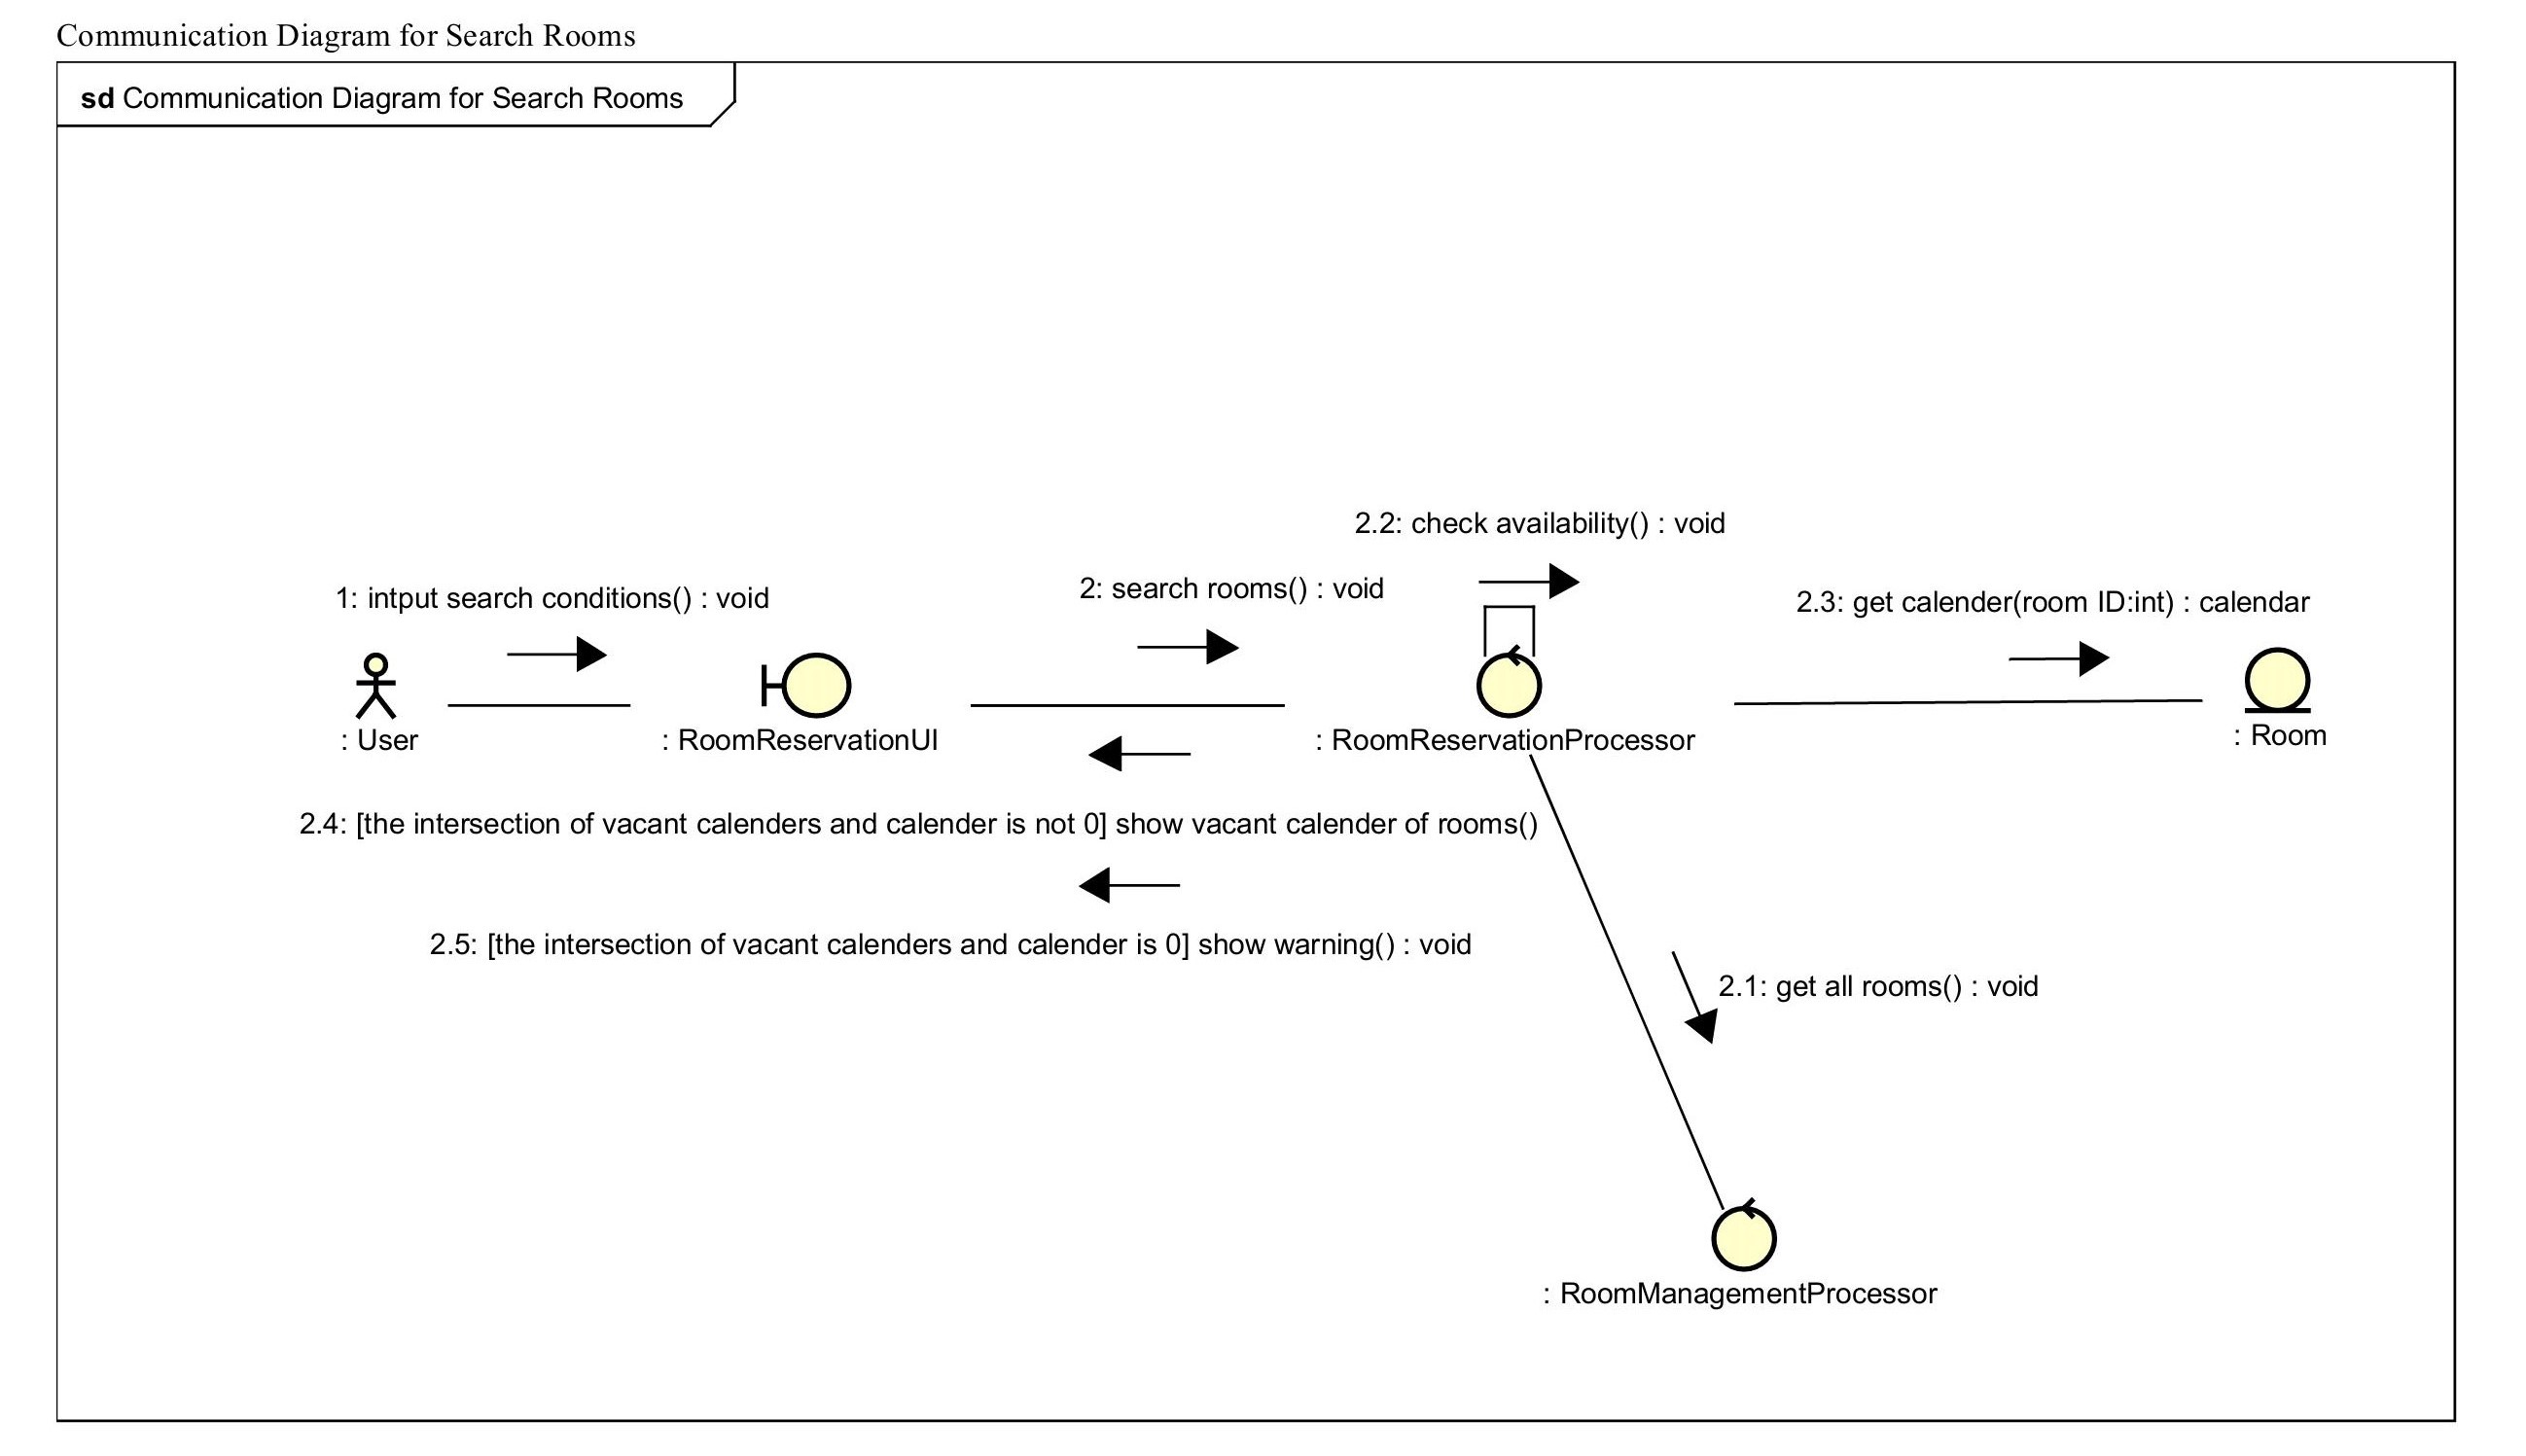 Communication Diagram for Search Rooms
sd Communication Diagram for Search Rooms
2.2: check availability() : void
1: intput search conditions() : void
2: search rooms() : void
2.3: get calender(room ID:int) : calendar
: User
: RoomReservationUI
: RoomReservationProcessor
: Room
2.4: [the intersection of vacant calenders and calender is not 0] show vacant calender of rooms()
2.5: [the intersection of vacant calenders and calender is 0] show warning() : void
2.1: get all rooms() : void
: RoomManagementProcessor